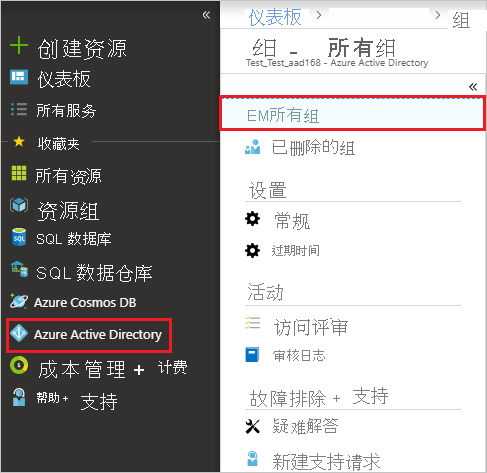 «
创建资源
仪表板
所有服务
收藏夹
所有资源
资源组
SQL 数据库
SQL 数据仓库
Azure Cosmos DB
Azure Active Directory
成本管理 + 计费
帮助 + 支持
仪表板 > > 组
组 - 所有组
Test_Test_aad168 - Azure Active Directory
«
EM所有组
已删除的组
设置
常规
过期时间
活动
访问评审
审核日志
故障排除 + 支持
疑难解答
新建支持请求